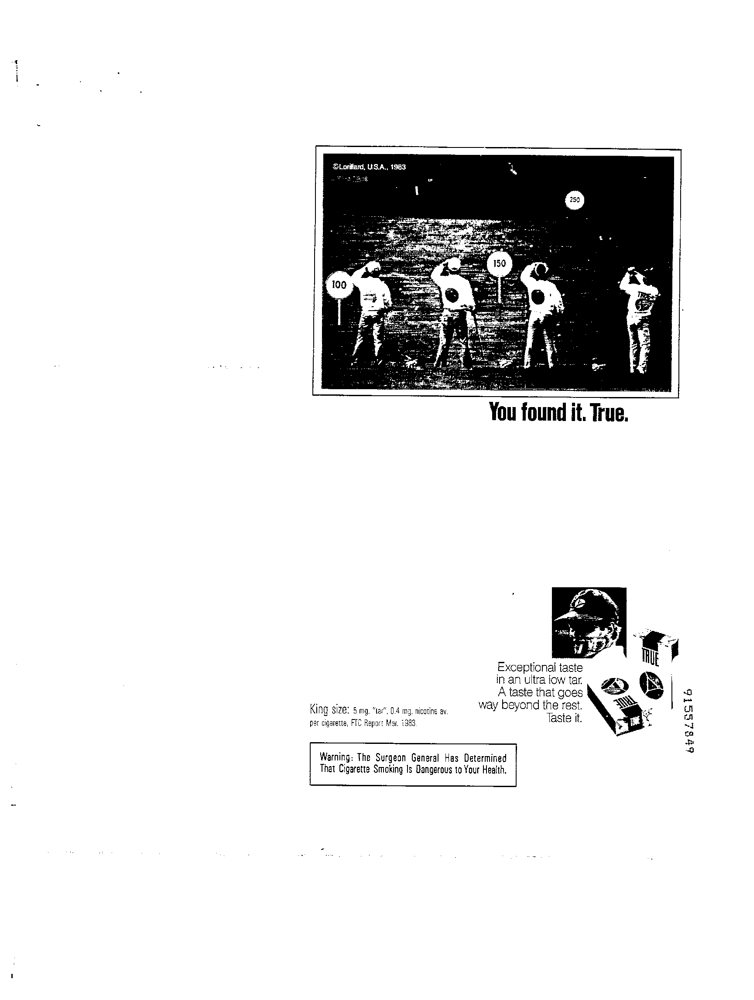 ©Lorillard, U.S.A., 1983
250
150
100
You found it. True.
Exceptional taste
in an ultra low tar.
A taste that goes
way beyond the rest.
Taste it.
TRUE
TRUE
King size: 5 mg. "tar", 0.4 mg. nicotine av.
per cigarette, FTC Report Mar. 1983.
Warning: The Surgeon General Has Determined
That Cigarette Smoking Is Dangerous to Your Health.
91557849